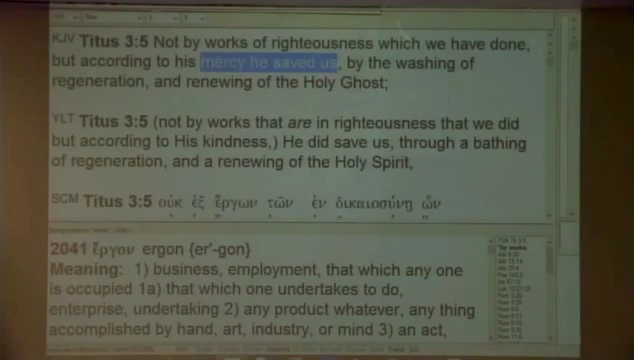 KJV Titus 3:5 Not by works of righteousness which we have done,
but according to his mercy he saved us, by the washing of
regeneration, and renewing of the Holy Ghost;
YLT Titus 3:5 (not by works that are in righteousness that we did
but according to His kindness,) He did save us, through a bathing
of regeneration, and a renewing of the Holy Spirit,
SCM Titus 3:5 οὐκ ἐξ ἔργων τῶν ἐν δικαιοσύνῃ ὧν
2041 ἔργον ergon {er'-gon}
Meaning: 1) business, employment, that which any one
is occupied 1a) that which one undertakes to do,
enterprise, undertaking 2) any product whatever, any thing
accomplished by hand, art, industry, or mind 3) an act,